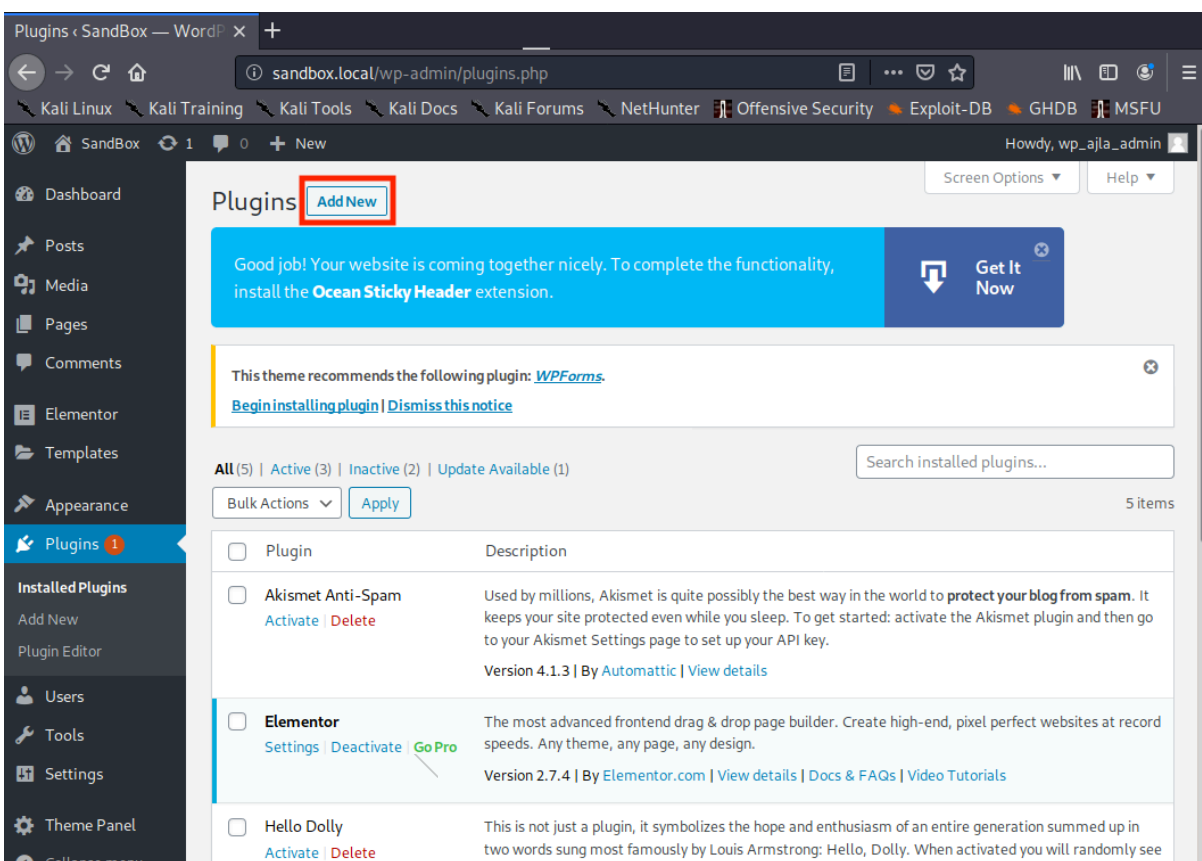 Plugins ‹ SandBox — WordP
sandbox.local/wp-admin/plugins.php
Kali Linux Kali Training Kali Tools Kali Docs Kali Forums NetHunter Offensive Security Exploit-DB GHDB MSFU
SandBox 1 0 + New Howdy, wp_ajla_admin
Screen Options ▼ Help ▼
Dashboard
Posts
Media
Pages
Comments
Elementor
Templates
Appearance
Plugins 1
Installed Plugins
Add New
Plugin Editor
Users
Tools
Settings
Theme Panel
Collapse menu
Plugins Add New
Good job! Your website is coming together nicely. To complete the functionality,
install the Ocean Sticky Header extension.
Get It
Now
This theme recommends the following plugin: WPForms.
Begin installing plugin | Dismiss this notice
All (5) | Active (3) | Inactive (2) | Update Available (1)
Search installed plugins...
Bulk Actions Apply
5 items
Plugin Description
Akismet Anti-Spam
Activate | Delete
Used by millions, Akismet is quite possibly the best way in the world to protect your blog from spam. It
keeps your site protected even while you sleep. To get started: activate the Akismet plugin and then go
to your Akismet Settings page to set up your API key.
Version 4.1.3 | By Automattic | View details
Elementor
Settings | Deactivate | Go Pro
The most advanced frontend drag & drop page builder. Create high-end, pixel perfect websites at record
speeds. Any theme, any page, any design.
Version 2.7.4 | By Elementor.com | View details | Docs & FAQs | Video Tutorials
Hello Dolly
Activate | Delete
This is not just a plugin, it symbolizes the hope and enthusiasm of an entire generation summed up in
two words sung most famously by Louis Armstrong: Hello, Dolly. When activated you will randomly see